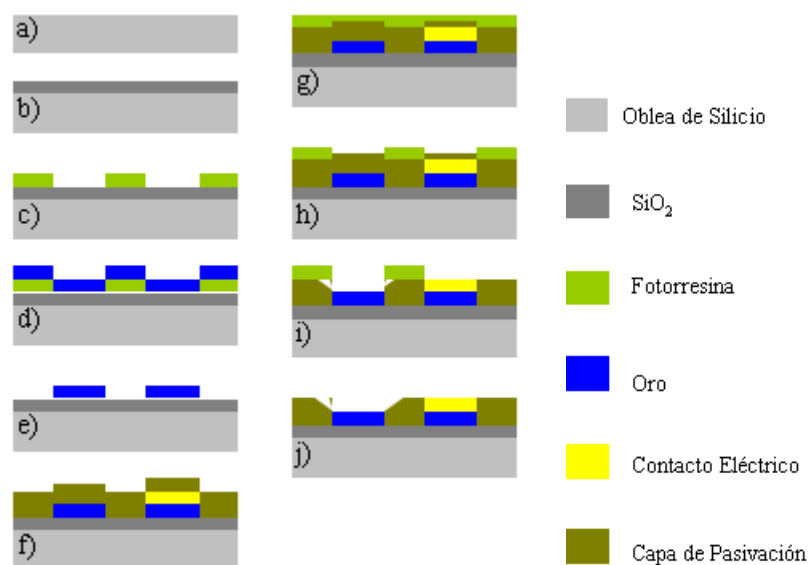 a)
b)
c)
d)
e)
f)
g)
h)
i)
j)
Oblea de Silicio
SiO₂
Fotorresina
Oro
Contacto Eléctrico
Capa de Pasivación